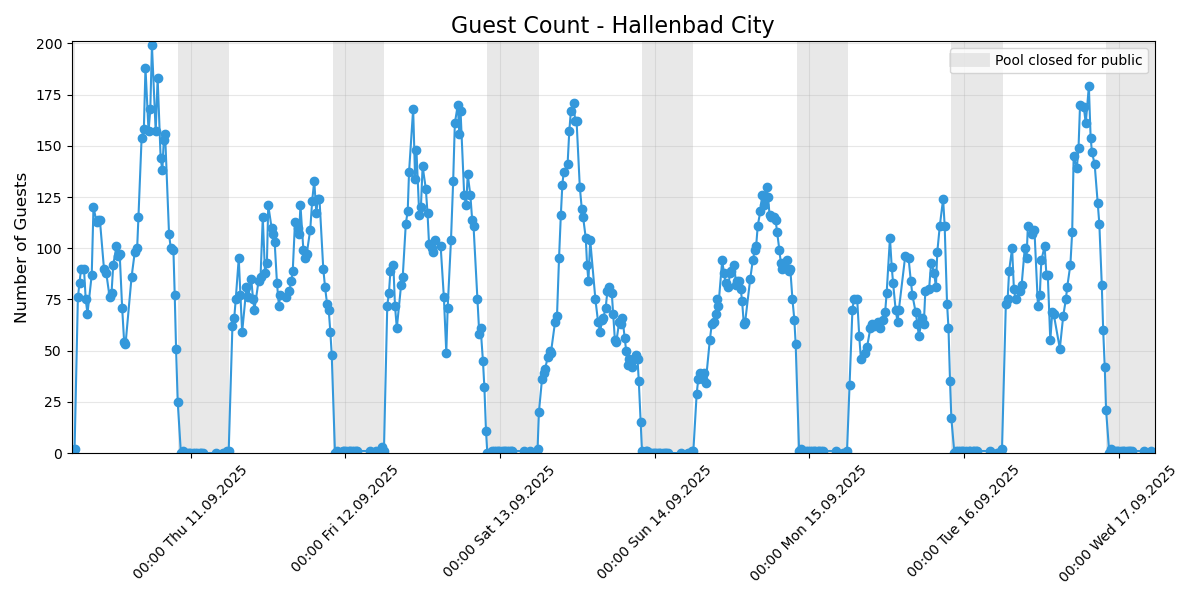 Guest Count - Hallenbad City
Number of Guests
200
175
150
125
100
75
50
25
0
Pool closed for public
00:00 Thu 11.09.2025
00:00 Fri 12.09.2025
00:00 Sat 13.09.2025
00:00 Sun 14.09.2025
00:00 Mon 15.09.2025
00:00 Tue 16.09.2025
00:00 Wed 17.09.2025